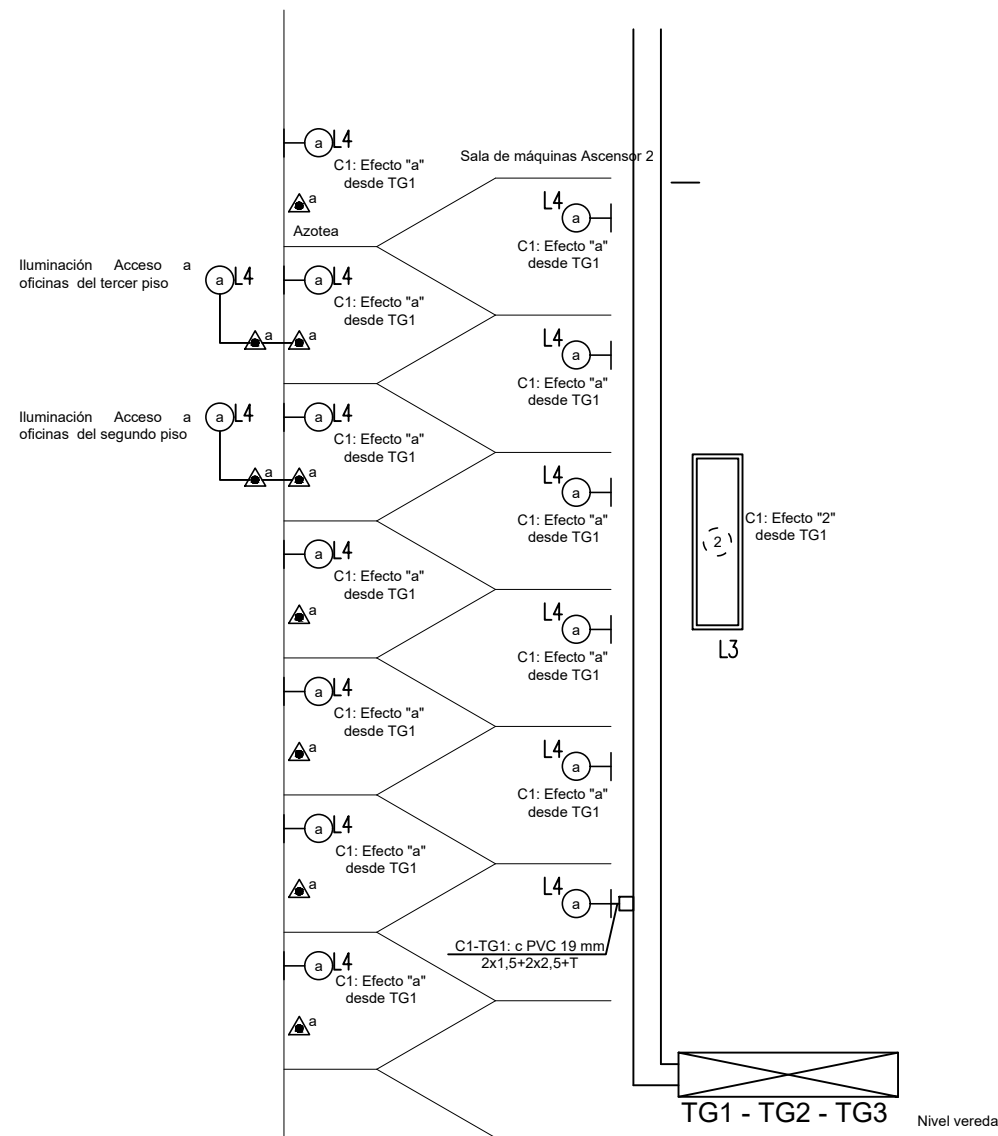 a L4
C1: Efecto "a"
desde TG1
a
Sala de máquinas Ascensor 2
L4
a
C1: Efecto "a"
desde TG1
Azotea
Iluminación Acceso a
oficinas del tercer piso
a L4
a L4
C1: Efecto "a"
desde TG1
a
a
L4
a
C1: Efecto "a"
desde TG1
Iluminación Acceso a
oficinas del segundo piso
a L4
a L4
C1: Efecto "a"
desde TG1
a
a
L4
a
C1: Efecto "a"
desde TG1
C1: Efecto "2"
desde TG1
2
L3
a L4
C1: Efecto "a"
desde TG1
a
L4
a
C1: Efecto "a"
desde TG1
a L4
C1: Efecto "a"
desde TG1
a
L4
a
C1: Efecto "a"
desde TG1
a L4
C1: Efecto "a"
desde TG1
a
L4
a
C1-TG1: c PVC 19 mm
2x1,5+2x2,5+T
a L4
C1: Efecto "a"
desde TG1
a
TG1 - TG2 - TG3
Nivel vereda